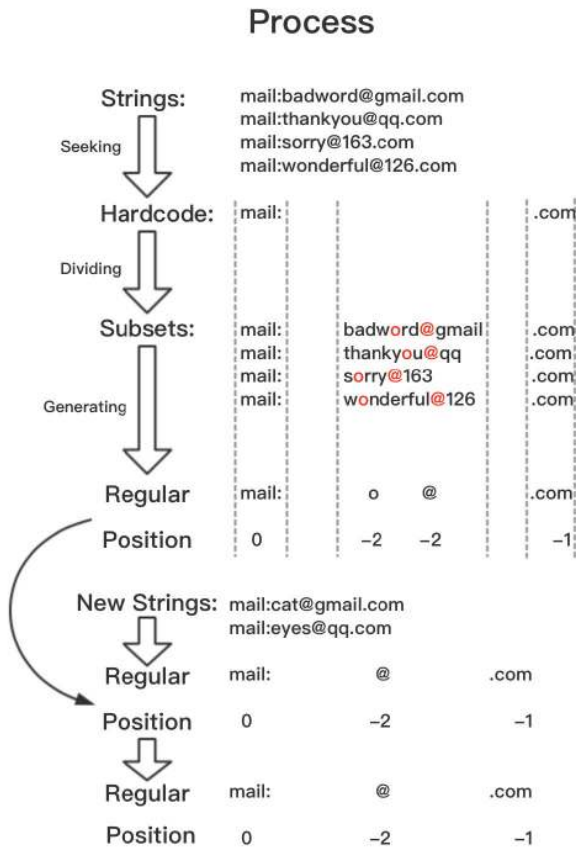 Process
Strings: mail:badword@gmail.com
mail:thankyou@qq.com
Seeking mail:sorry@163.com
mail:wonderful@126.com
Hardcode: mail: .com
Dividing
Subsets: mail: badword@gmail .com
mail: thankyou@qq .com
mail: sorry@163 .com
Generating mail: wonderful@126 .com
Regular mail: o @ .com
Position 0 −2 −2 −1
New Strings: mail:cat@gmail.com
mail:eyes@qq.com
Regular mail: @ .com
Position 0 −2 −1
Regular mail: @ .com
Position 0 −2 −1